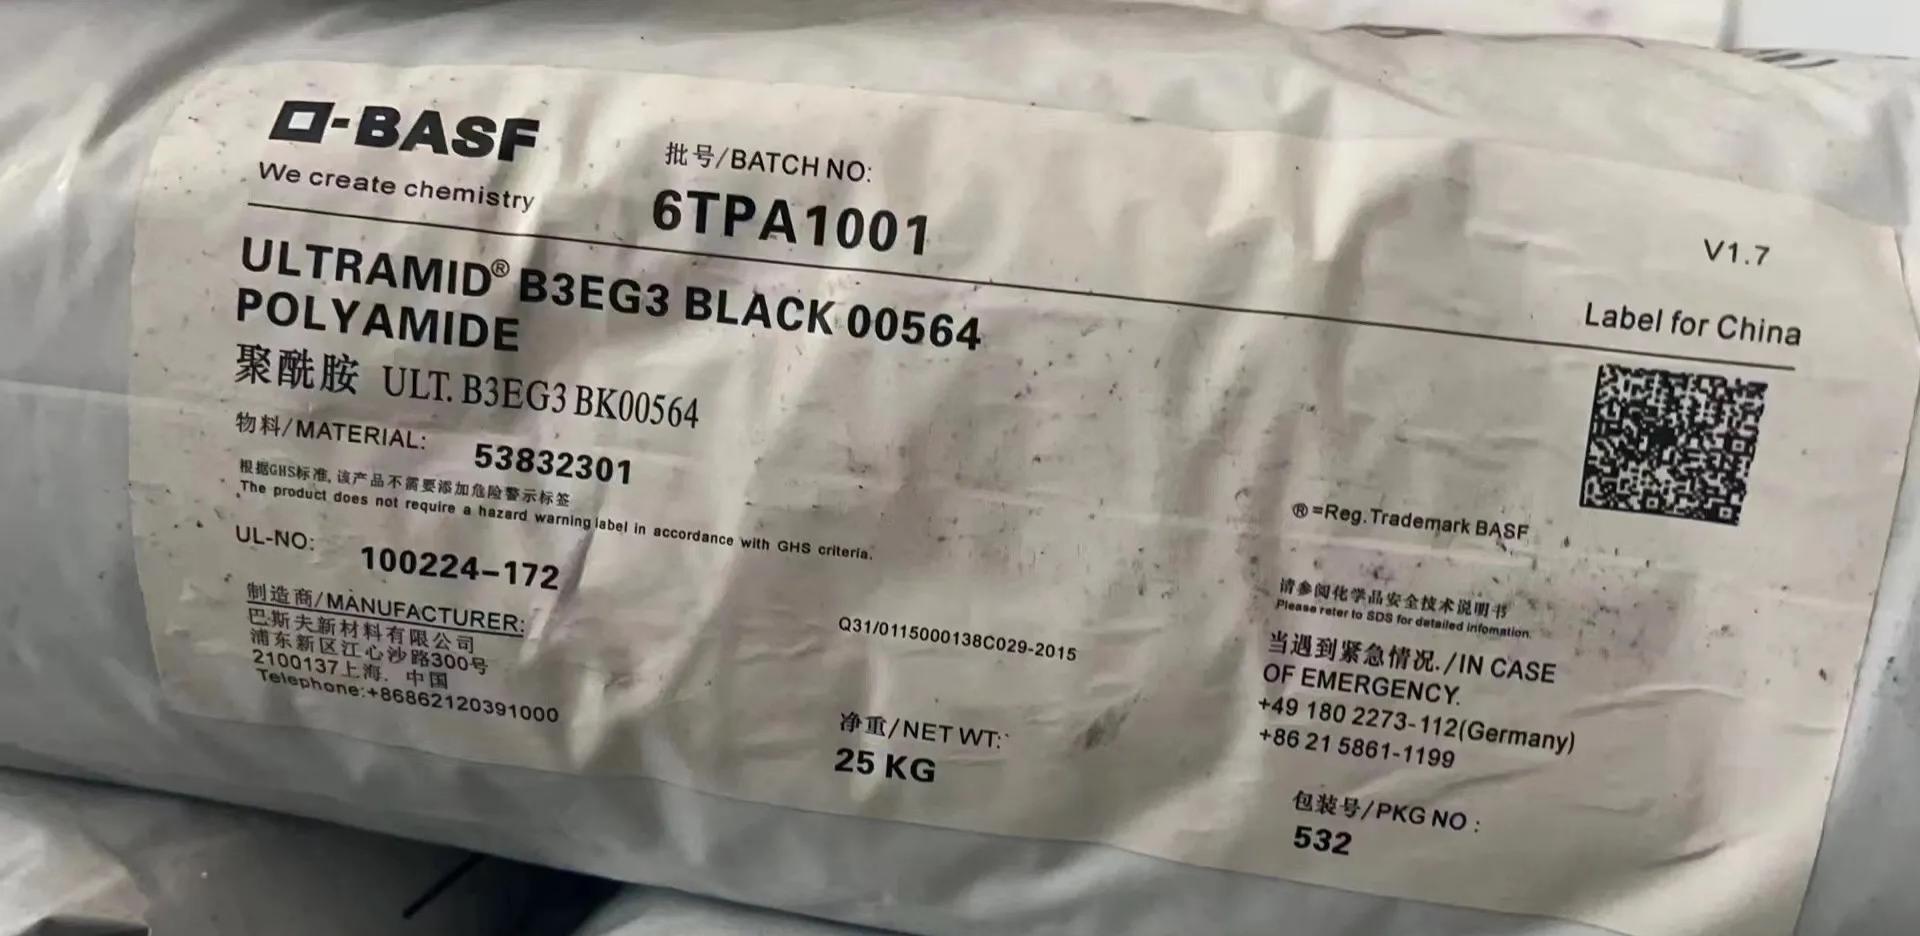 BASF
We create chemistry
批号/BATCH NO:
6TPA1001
V1.7
Label for China
ULTRAMID® B3EG3 BLACK 00564
POLYAMIDE
聚酰胺 ULT. B3EG3 BK00564
物料/MATERIAL: 53832301
根据GHS标准, 该产品不需要添加危险警示标签
The product does not require a hazard warning label in accordance with GHS criteria.
UL-NO: 100224-172
制造商/MANUFACTURER:
巴斯夫新材料有限公司
浦东新区江心沙路300号
2100137上海. 中国
Telephone:+86862120391000
Q31/0115000138C029-2015
净重/NET WT:
25 KG
®=Reg.Trademark BASF
请参阅化学品安全技术说明书
Please reter to SDS for detailed infomation.
当遇到紧急情况./IN CASE
OF EMERGENCY.
+49 180 2273-112(Germany)
+86 21 5861-1199
包装号/PKG NO :
532